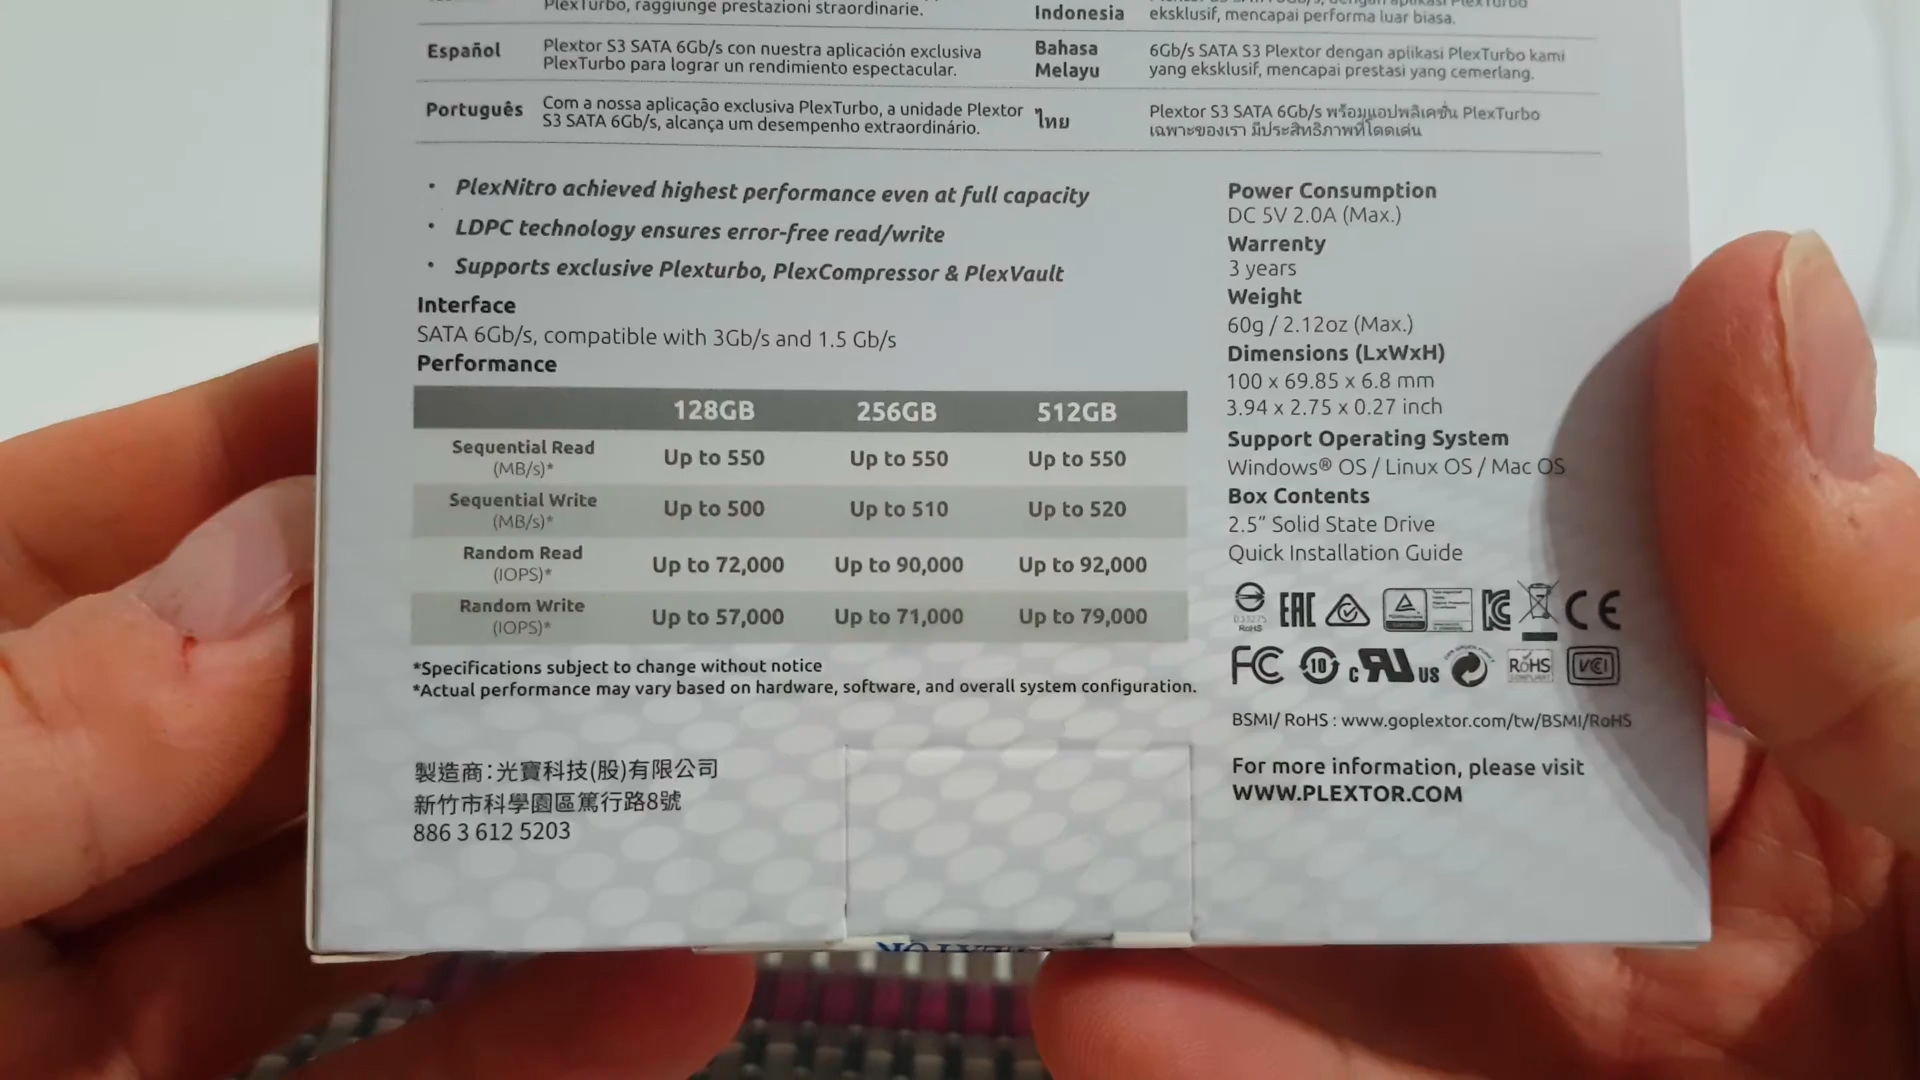 PlexTurbo, raggiunge prestazioni straordinarie.
Indonesia
eksklusif, mencapai performa luar biasa.
Español
Plextor S3 SATA 6Gb/s con nuestra aplicación exclusiva
PlexTurbo para lograr un rendimiento espectacular.
Bahasa
Melayu
6Gb/s SATA S3 Plextor dengan aplikasi PlexTurbo kami
yang eksklusif, mencapai prestasi yang cemerlang.
Português
Com a nossa aplicação exclusiva PlexTurbo, a unidade Plextor
S3 SATA 6Gb/s, alcança um desempenho extraordinário.
ไทย
Plextor S3 SATA 6Gb/s พร้อมแอปพลิเคชั่น PlexTurbo
เฉพาะของเรา มีประสิทธิภาพที่โดดเด่น
• PlexNitro achieved highest performance even at full capacity
• LDPC technology ensures error-free read/write
• Supports exclusive Plexturbo, PlexCompressor & PlexVault
Interface
SATA 6Gb/s, compatible with 3Gb/s and 1.5 Gb/s
Performance
128GB 256GB 512GB
Sequential Read
(MB/s)*
Up to 550 Up to 550 Up to 550
Sequential Write
(MB/s)*
Up to 500 Up to 510 Up to 520
Random Read
(IOPS)*
Up to 72,000 Up to 90,000 Up to 92,000
Random Write
(IOPS)*
Up to 57,000 Up to 71,000 Up to 79,000
*Specifications subject to change without notice
*Actual performance may vary based on hardware, software, and overall system configuration.
製造商:光寶科技(股)有限公司
新竹市科學園區篤行路8號
886 3 612 5203
Power Consumption
DC 5V 2.0A (Max.)
Warrenty
3 years
Weight
60g / 2.12oz (Max.)
Dimensions (LxWxH)
100 x 69.85 x 6.8 mm
3.94 x 2.75 x 0.27 inch
Support Operating System
Windows® OS / Linux OS / Mac OS
Box Contents
2.5” Solid State Drive
Quick Installation Guide
RoHS
EAC
CE
FC 10 c RU US RoHS VCI
BSMI/ RoHS : www.goplextor.com/tw/BSMI/RoHS
For more information, please visit
WWW.PLEXTOR.COM